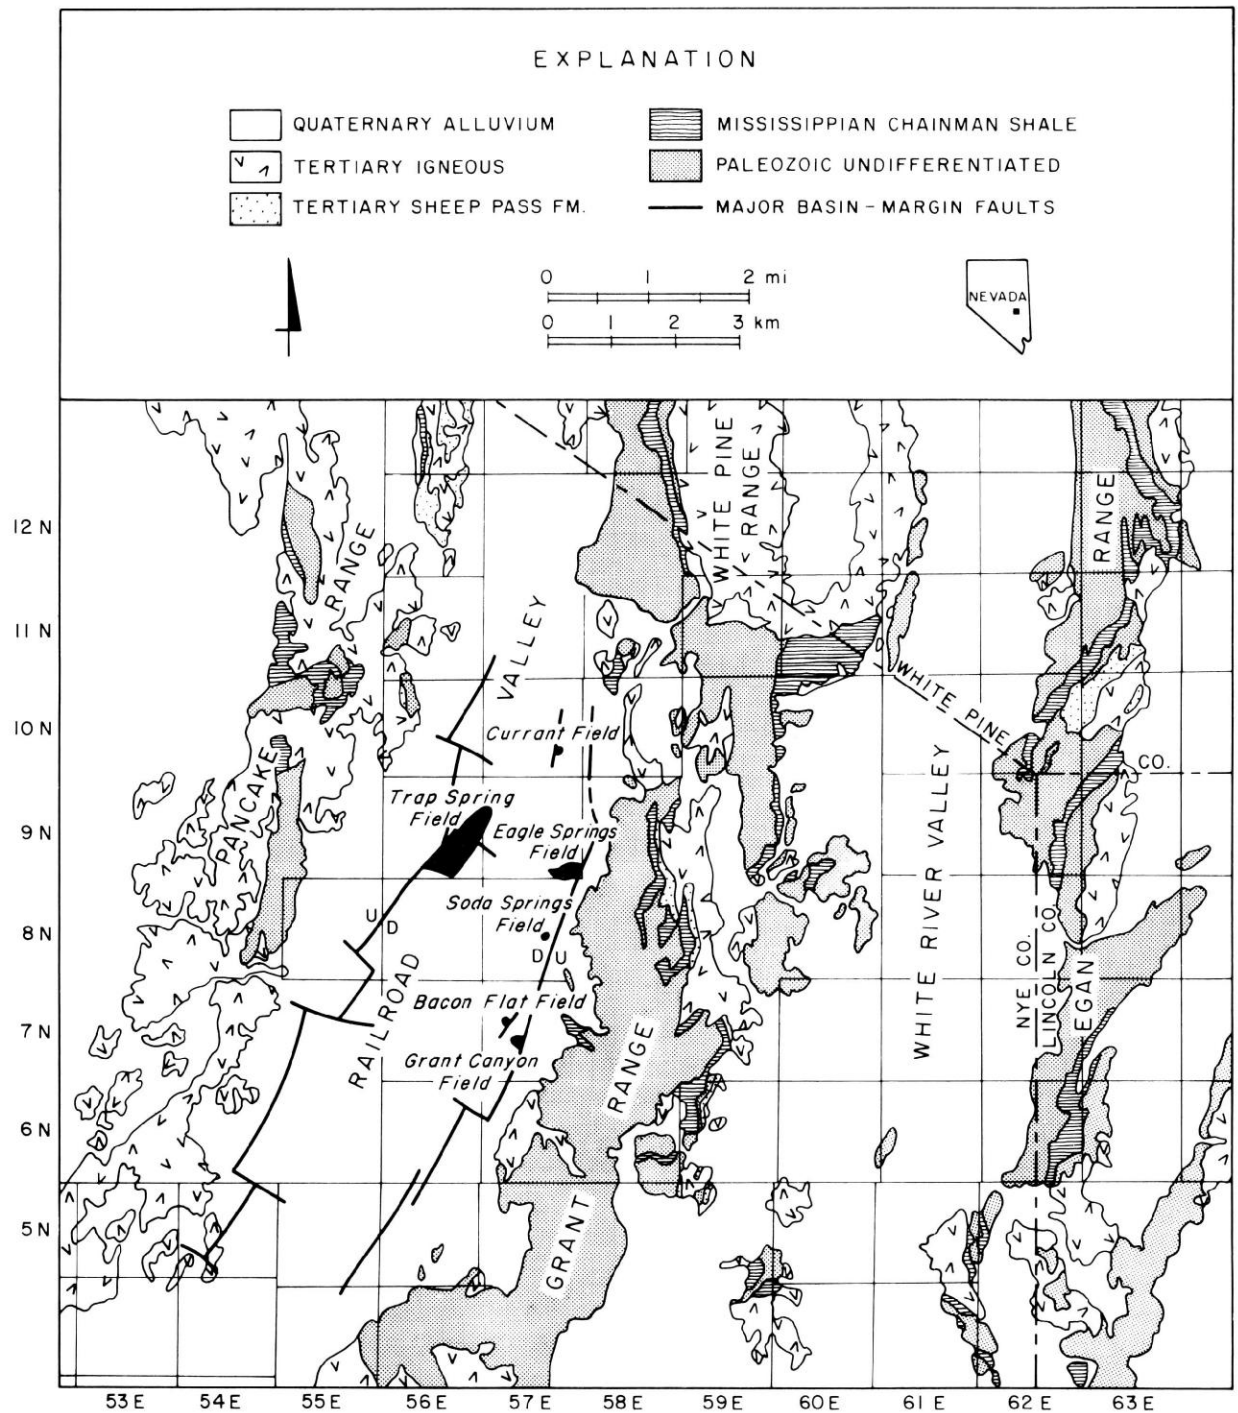 EXPLANATION
QUATERNARY ALLUVIUM
MISSISSIPPIAN CHAINMAN SHALE
TERTIARY IGNEOUS
PALEOZOIC UNDIFFERENTIATED
TERTIARY SHEEP PASS FM.
MAJOR BASIN-MARGIN FAULTS
0 1 2 mi
0 1 2 3 km
NEVADA
WHITE PINE
RANGE
RANGE
12 N
RANGE
11 N
VALLEY
WHITE PINE
CO.
10 N
Currant Field
PANCAKE
Trap Spring
Field
9 N
Eagle Springs
Field
WHITE RIVER VALLEY
Soda Springs
Field
U
D
8 N
D U
NYE CO.
LINCOLN CO.
EGAN
RAILROAD
Bacon Flat Field
7 N
Grant Canyon
Field
RANGE
6 N
GRANT
5 N
53 E 54 E 55 E 56 E 57 E 58 E 59 E 60 E 61 E 62 E 63 E